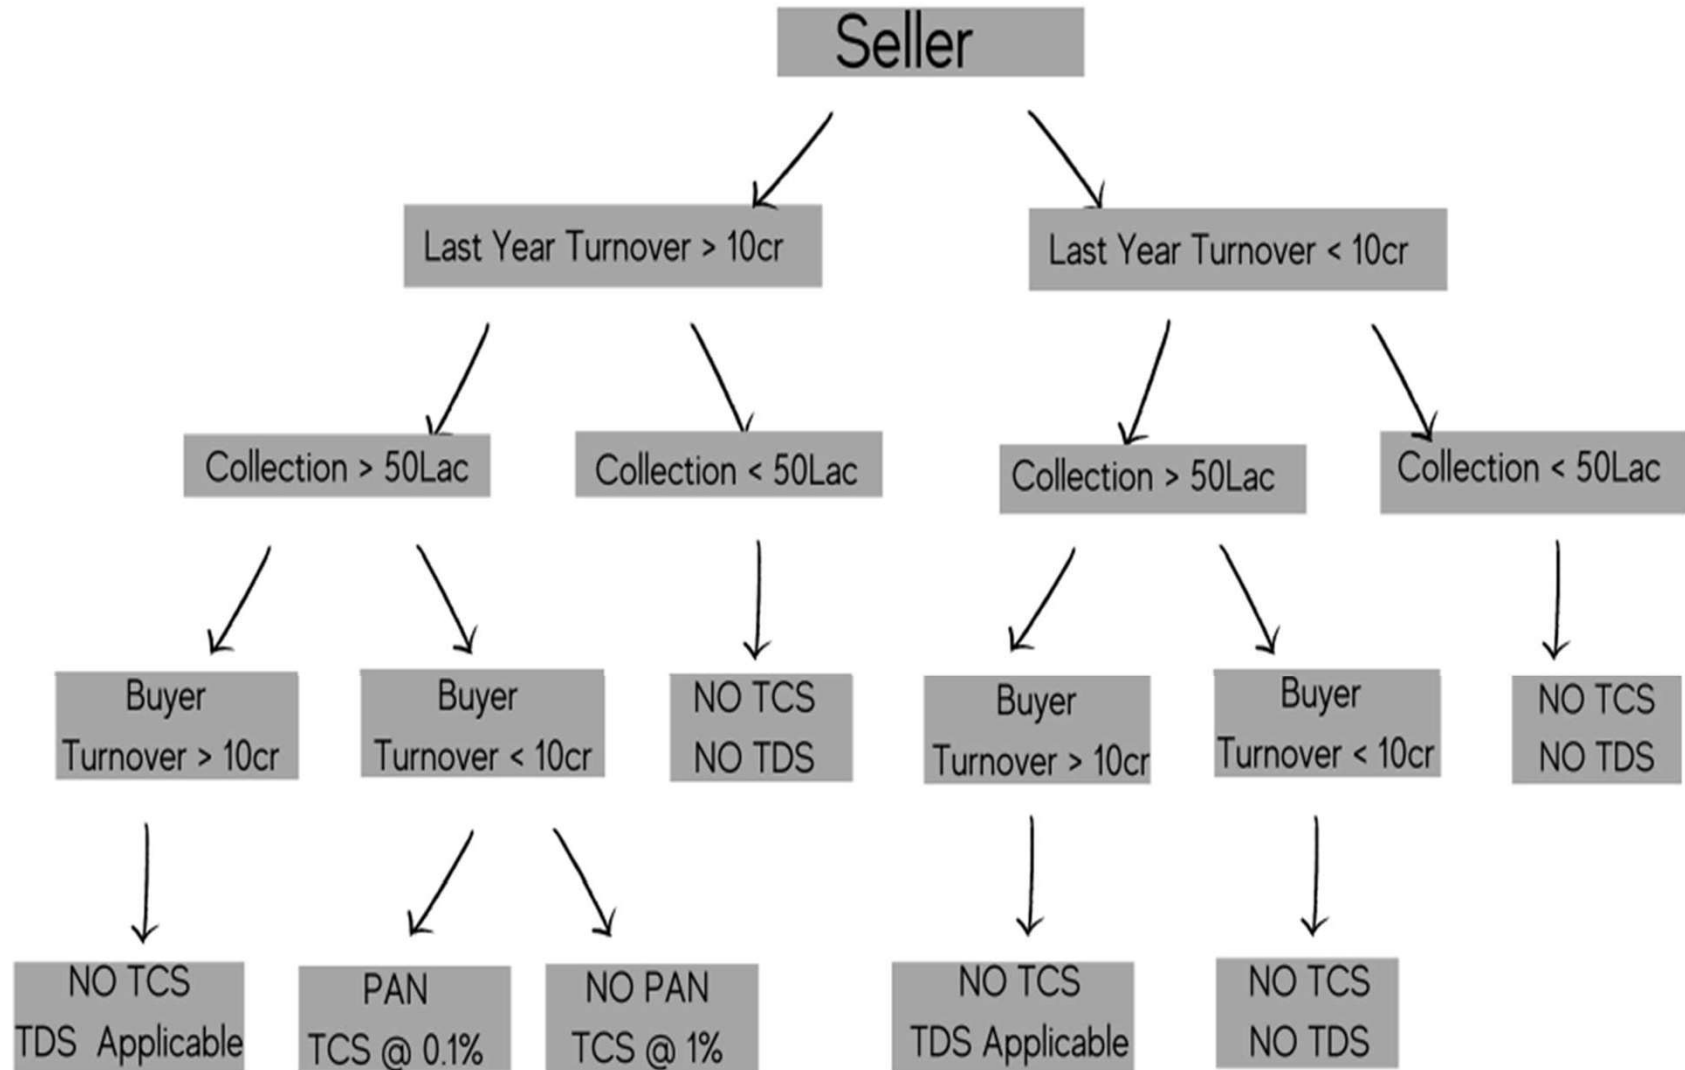 Seller
Last Year Turnover > 10cr
Last Year Turnover < 10cr
Collection > 50Lac
Collection < 50Lac
Collection > 50Lac
Collection < 50Lac
Buyer
Turnover > 10cr
Buyer
Turnover < 10cr
NO TCS
NO TDS
Buyer
Turnover > 10cr
Buyer
Turnover < 10cr
NO TCS
NO TDS
NO TCS
TDS Applicable
PAN
TCS @ 0.1%
NO PAN
TCS @ 1%
NO TCS
TDS Applicable
NO TCS
NO TDS